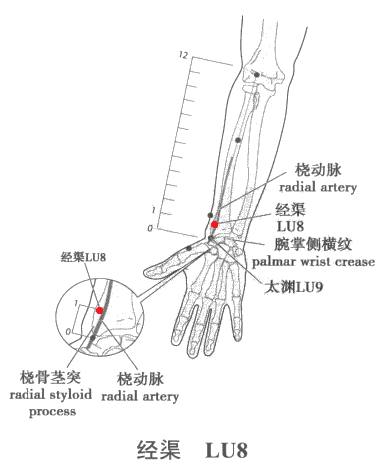 12
1
0
桡动脉
radial artery
经渠
LU8
腕掌侧横纹
palmar wrist crease
太渊LU9
经渠LU8
1
0
桡骨茎突
radial styloid
process
桡动脉
radial artery
经渠 LU8